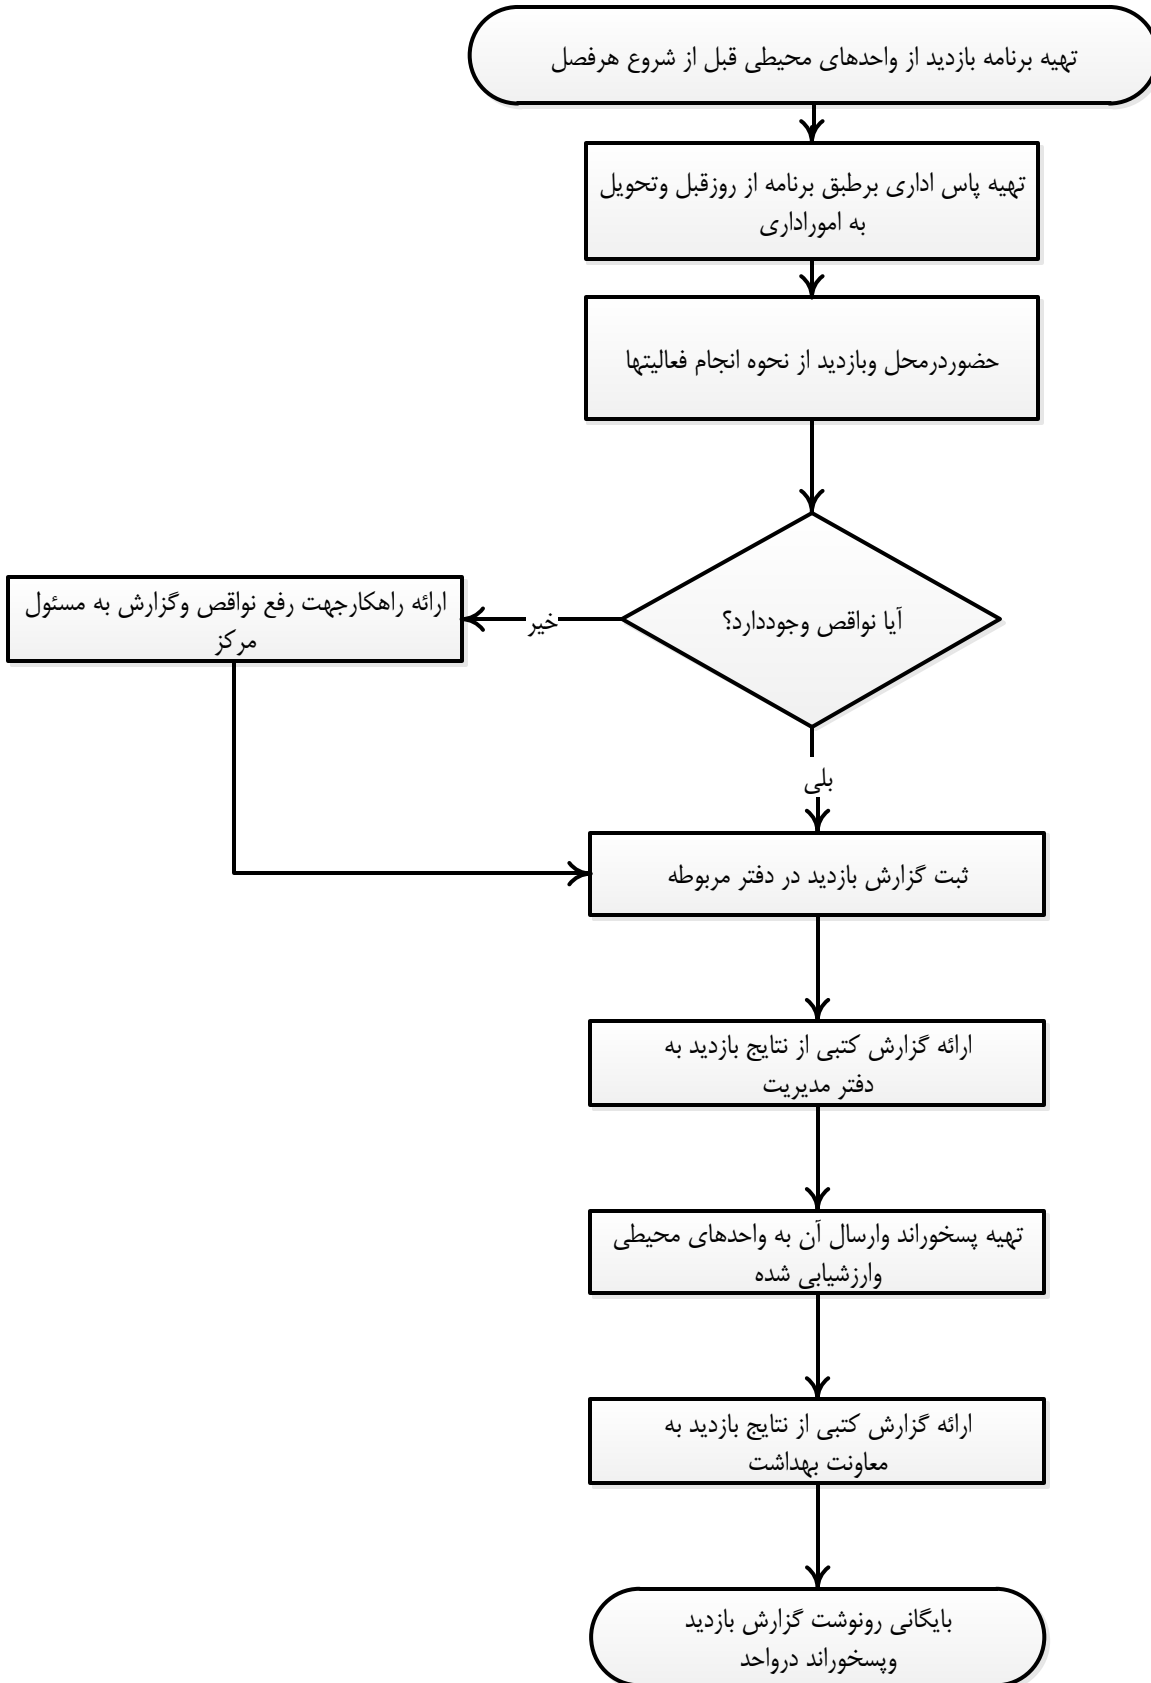 تهیه برنامه بازدید از واحدهای محیطی قبل از شروع هرفصل
تهیه پاس اداری برطبق برنامه از روزقبل وتحویل
به اموراداری
حضوردرمحل وبازدید از نحوه انجام فعالیتها
آیا نواقص وجوددارد؟
خیر
ارائه راهکارجهت رفع نواقص وگزارش به مسئول
مرکز
بلی
ثبت گزارش بازدید در دفتر مربوطه
ارائه گزارش کتبی از نتایج بازدید به
دفتر مدیریت
تهیه پسخوراند وارسال آن به واحدهای محیطی
وارزشیابی شده
ارائه گزارش کتبی از نتایج بازدید به
معاونت بهداشت
بایگانی رونوشت گزارش بازدید
وپسخوراند درواحد